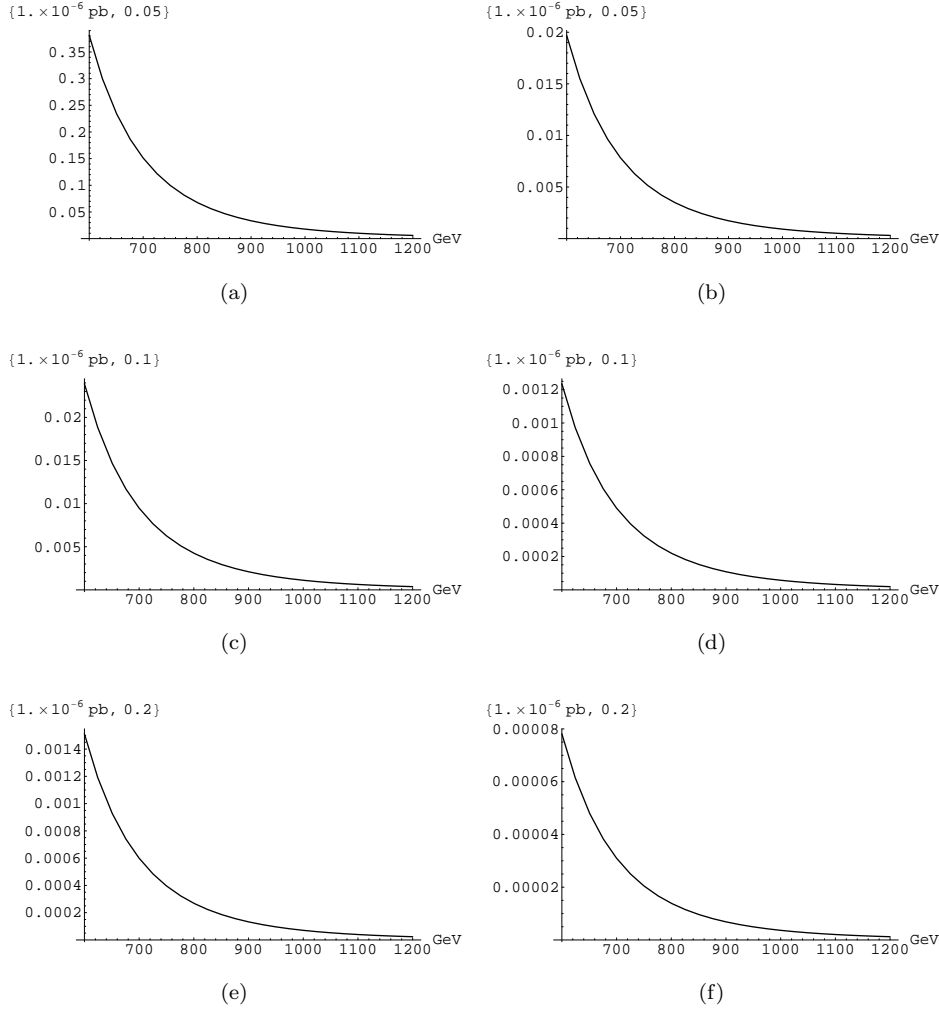 {1. ×10⁻⁶ pb, 0.05}
0.35
0.3
0.25
0.2
0.15
0.1
0.05
700 800 900 1000 1100 1200 GeV
(a)
{1. ×10⁻⁶ pb, 0.05}
0.02
0.015
0.01
0.005
700 800 900 1000 1100 1200 GeV
(b)
{1. ×10⁻⁶ pb, 0.1}
0.02
0.015
0.01
0.005
700 800 900 1000 1100 1200 GeV
(c)
{1. ×10⁻⁶ pb, 0.1}
0.0012
0.001
0.0008
0.0006
0.0004
0.0002
700 800 900 1000 1100 1200 GeV
(d)
{1. ×10⁻⁶ pb, 0.2}
0.0014
0.0012
0.001
0.0008
0.0006
0.0004
0.0002
700 800 900 1000 1100 1200 GeV
(e)
{1. ×10⁻⁶ pb, 0.2}
0.00008
0.00006
0.00004
0.00002
700 800 900 1000 1100 1200 GeV
(f)